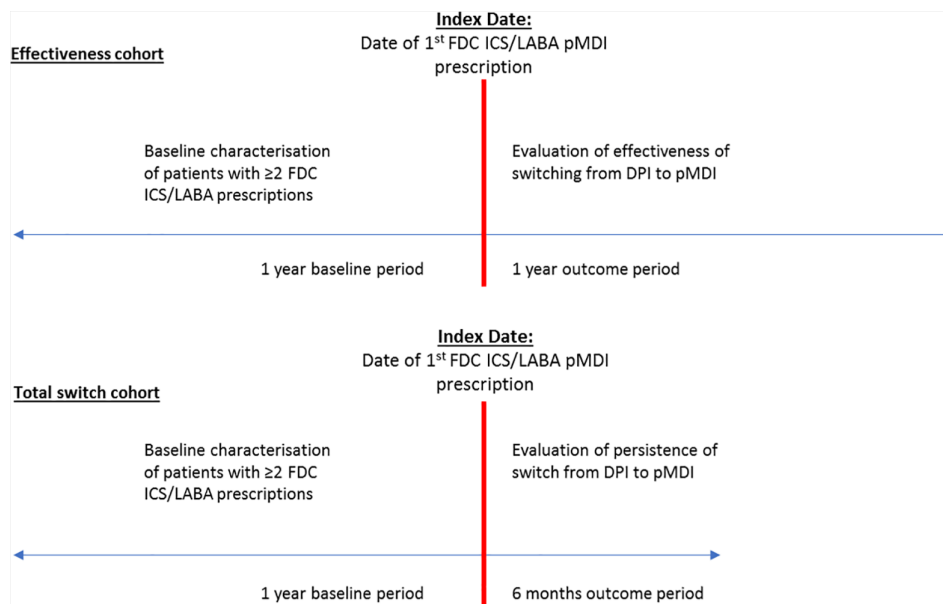 Index Date:
Date of 1st FDC ICS/LABA pMDI
prescription
Effectiveness cohort
Baseline characterisation
of patients with ≥2 FDC
ICS/LABA prescriptions
Evaluation of effectiveness of
switching from DPI to pMDI
1 year baseline period
1 year outcome period
Index Date:
Date of 1st FDC ICS/LABA pMDI
prescription
Total switch cohort
Baseline characterisation
of patients with ≥2 FDC
ICS/LABA prescriptions
Evaluation of persistence of
switch from DPI to pMDI
1 year baseline period
6 months outcome period